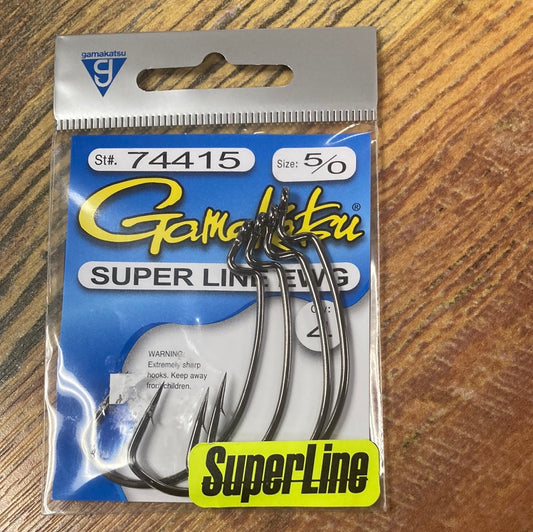 gamakatsu
St#. 74415
Size: 5/0
Gamakatsu®
SUPER LINE EWG
WARNING:
Extremely sharp
hooks. Keep away
from children.
SuperLine